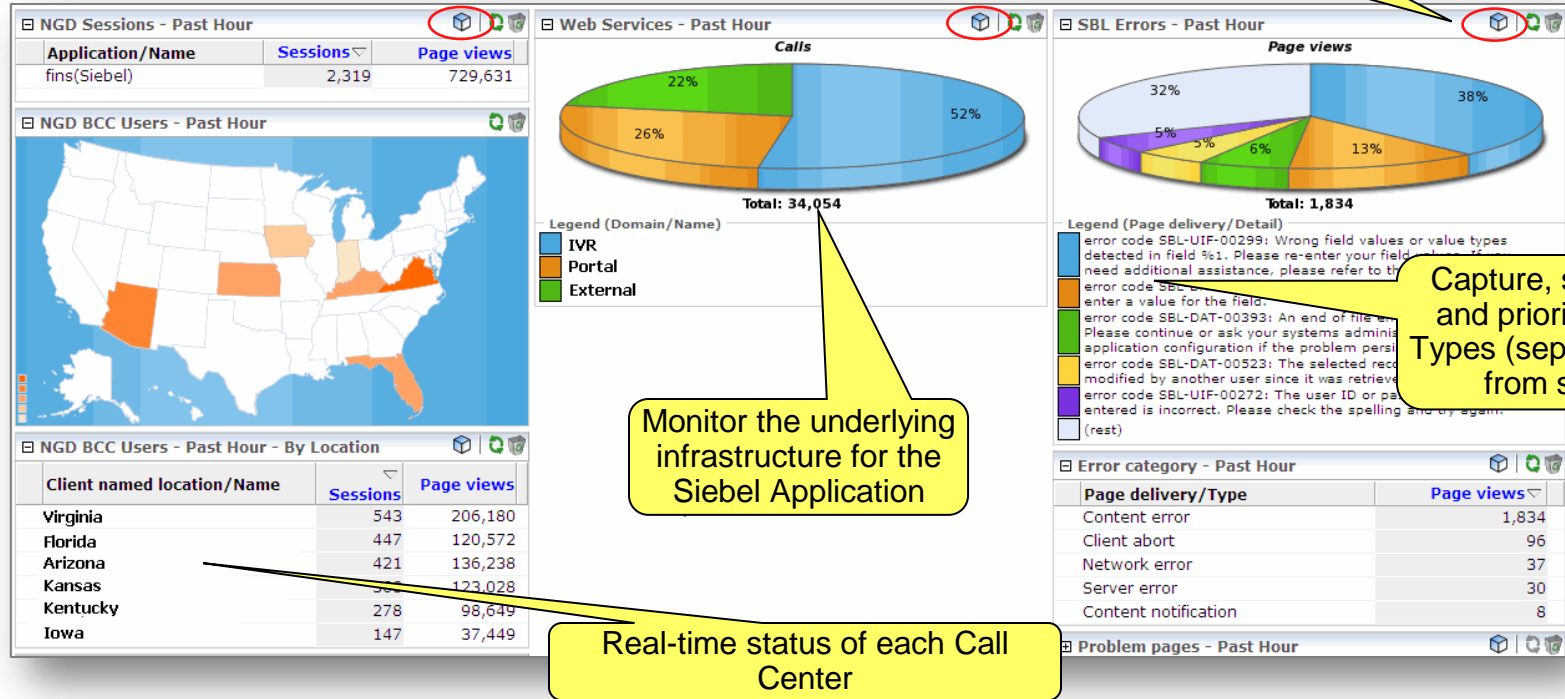 NGD Sessions - Past Hour
Application/Name Sessions Page views
fins(Siebel) 2,319 729,631
NGD BCC Users - Past Hour
NGD BCC Users - Past Hour - By Location
Client named location/Name Sessions Page views
Virginia 543 206,180
Florida 447 120,572
Arizona 421 136,238
Kansas 123,028
Kentucky 278 98,649
Iowa 147 37,449
Web Services - Past Hour
Calls
22%
52%
26%
Total: 34,054
Legend (Domain/Name)
IVR
Portal
External
Monitor the underlying
infrastructure for the
Siebel Application
Real-time status of each Call
Center
SBL Errors - Past Hour
Page views
32%
38%
5%
5%
6%
13%
Total: 1,834
Legend (Page delivery/Detail)
error code SBL-UIF-00299: Wrong field values or value types
detected in field %1. Please re-enter your field values. If you
need additional assistance, please refer to th
error code SBL
enter a value for the field.
error code SBL-DAT-00393: An end of file
Please continue or ask your systems adminis
application configuration if the problem persi
error code SBL-DAT-00523: The selected reco
modified by another user since it was retrieve
error code SBL-UIF-00272: The user ID or pa
entered is incorrect. Please check the spelling and try again.
(rest)
Capture, s
and priori
Types (sep
from s
Error category - Past Hour
Page delivery/Type Page views
Content error 1,834
Client abort 96
Network error 37
Server error 30
Content notification 8
Problem pages - Past Hour